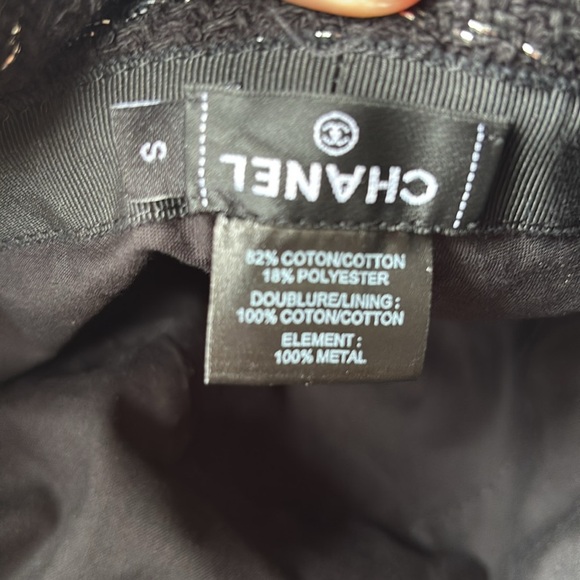 CHANEL
S
82% COTON/COTTON
18% POLYESTER
DOUBLURE/LINING :
100% COTON/COTTON
ELEMENT :
100% METAL